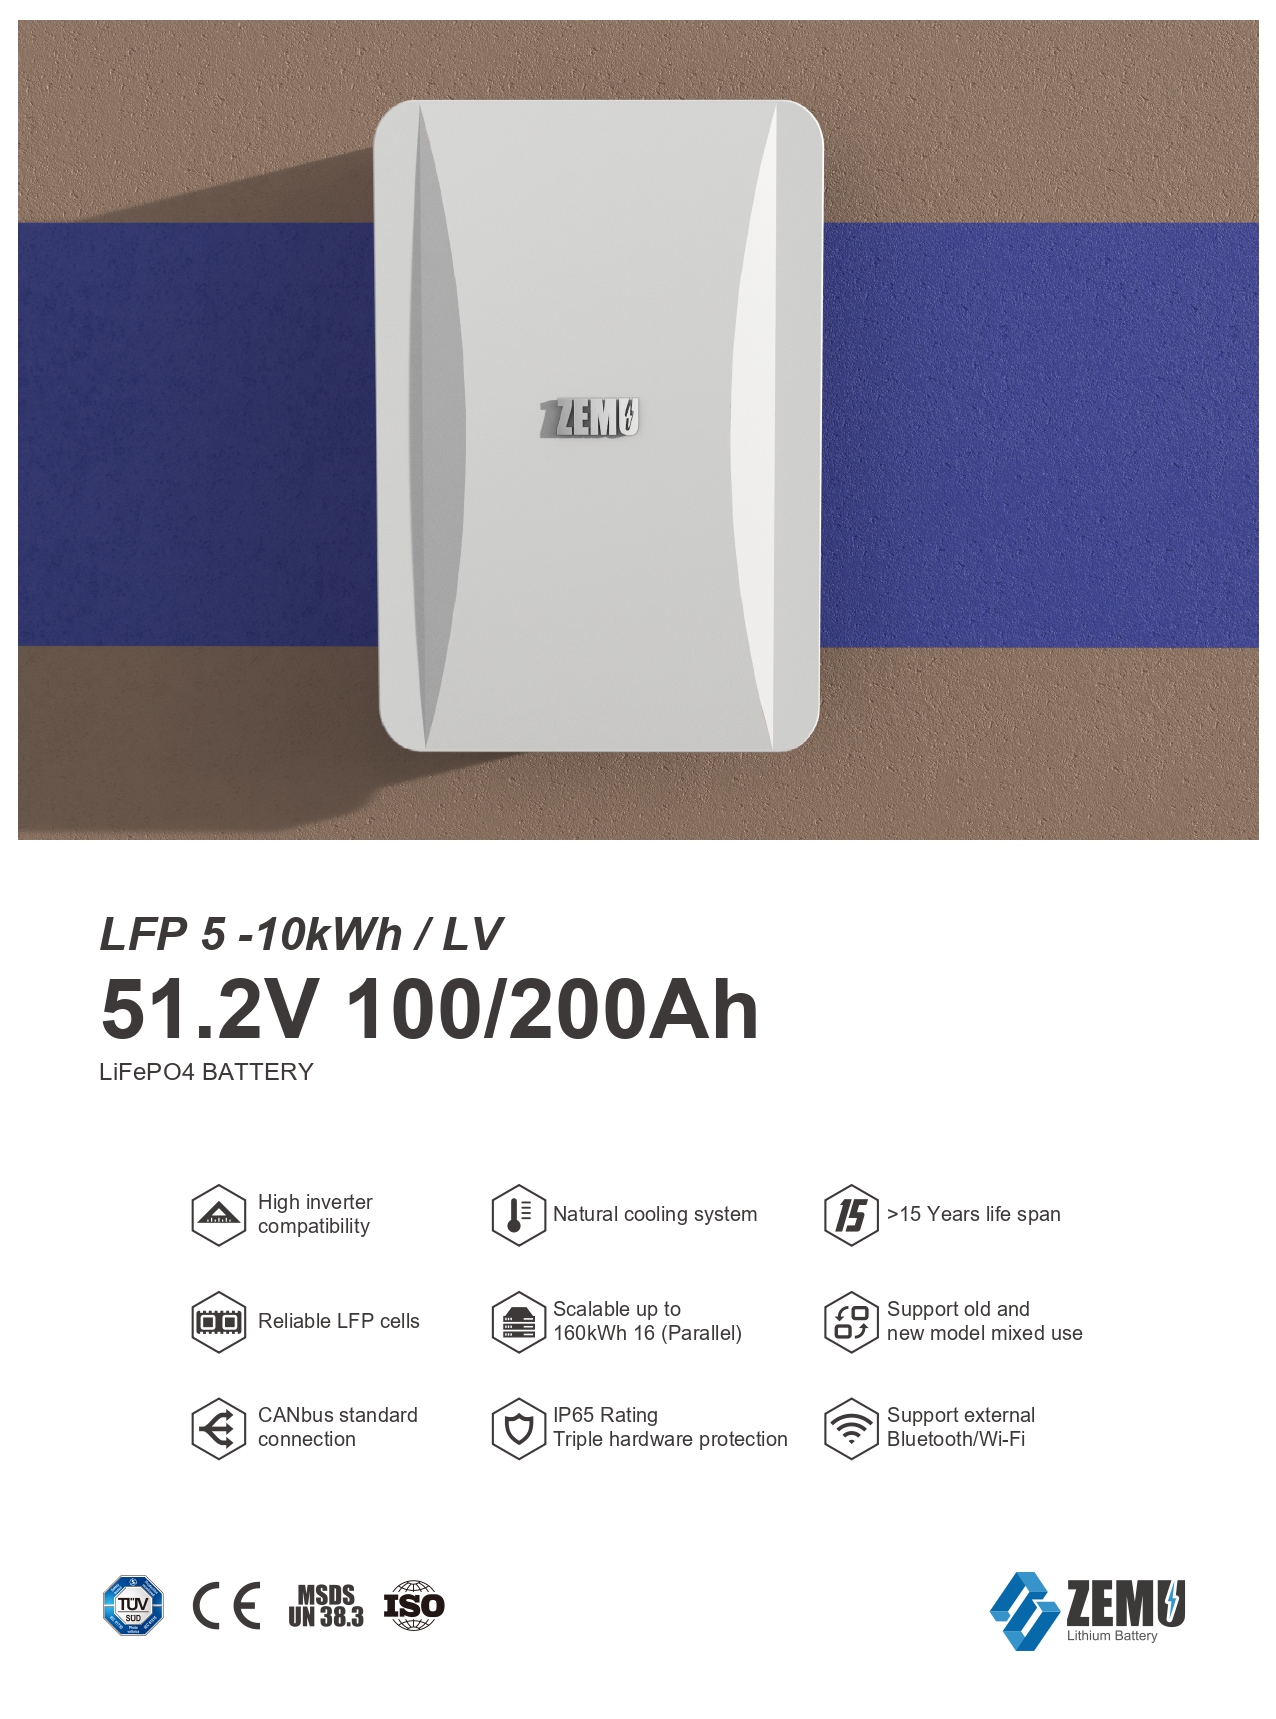 ZEMU
LFP 5 -10kWh / LV
51.2V 100/200Ah
LiFePO4 BATTERY
High inverter
compatibility
Natural cooling system
15
>15 Years life span
Reliable LFP cells
Scalable up to
160kWh 16 (Parallel)
Support old and
new model mixed use
CANbus standard
connection
IP65 Rating
Triple hardware protection
Support external
Bluetooth/Wi-Fi
TÜV
SÜD
CE
MSDS
UN 38.3
ISO
ZEMU
Lithium Battery